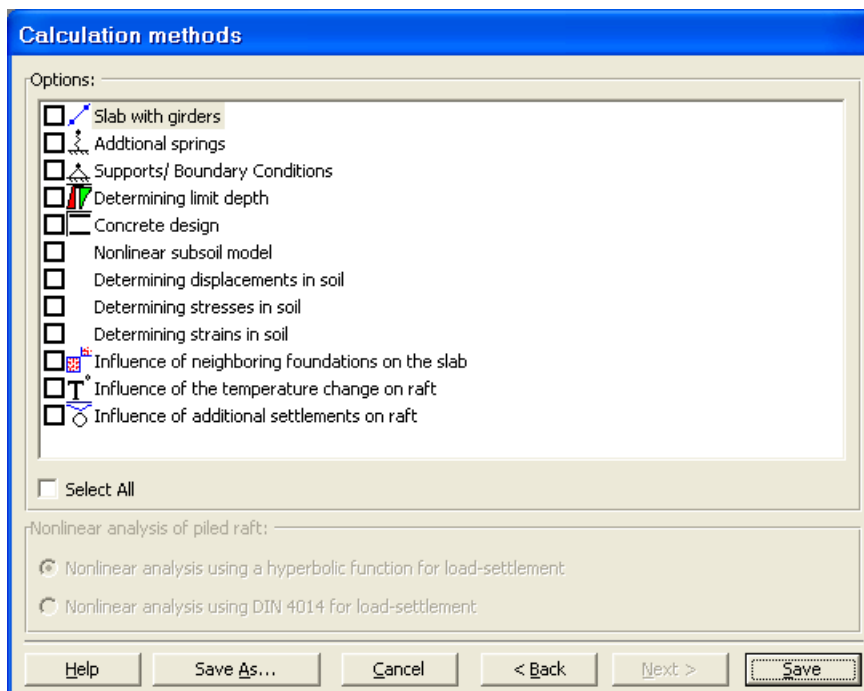 Calculation methods
Options:
Slab with girders
Addtional springs
Supports/ Boundary Conditions
Determining limit depth
Concrete design
Nonlinear subsoil model
Determining displacements in soil
Determining stresses in soil
Determining strains in soil
Influence of neighboring foundations on the slab
T° Influence of the temperature change on raft
Influence of additional settlements on raft
Select All
Nonlinear analysis of piled raft:
Nonlinear analysis using a hyperbolic function for load-settlement
Nonlinear analysis using DIN 4014 for load-settlement
Help Save As... Cancel < Back Next > Save